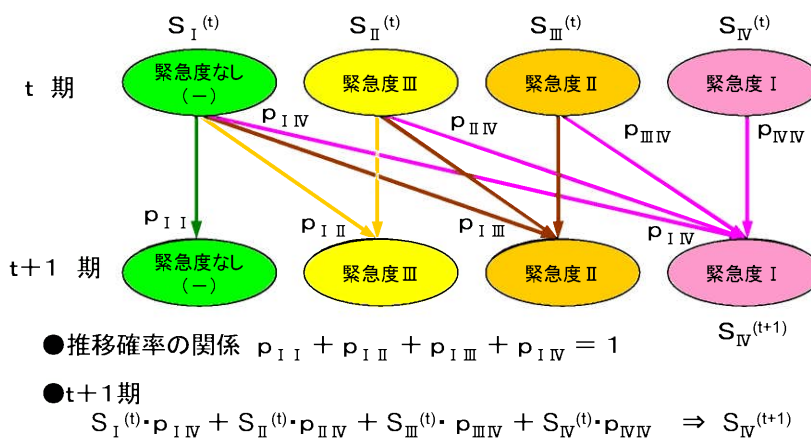 SⅠ(t) SⅡ(t) SⅢ(t) SⅣ(t)
t 期
緊急度なし
(－)
緊急度Ⅲ
緊急度Ⅱ
緊急度Ⅰ
pⅠⅣ pⅡⅣ pⅢⅣ pⅣⅣ
pⅠⅠ pⅠⅡ pⅠⅢ pⅠⅣ
t＋1 期
緊急度なし
(－)
緊急度Ⅲ
緊急度Ⅱ
緊急度Ⅰ
SⅣ(t+1)
●推移確率の関係 pⅠⅠ + pⅠⅡ + pⅠⅢ + pⅠⅣ = 1
●t＋1期
SⅠ(t)･pⅠⅣ + SⅡ(t)･pⅡⅣ + SⅢ(t)･ pⅢⅣ + SⅣ(t)･pⅣⅣ ⇒ SⅣ(t+1)